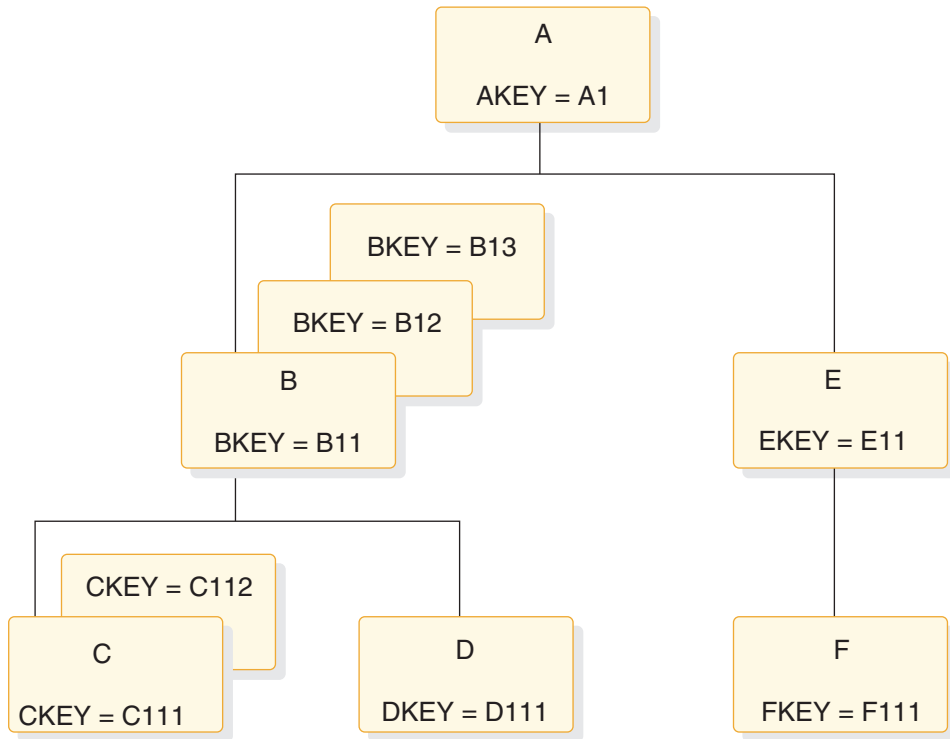 A
AKEY = A1
BKEY = B13
BKEY = B12
B
BKEY = B11
E
EKEY = E11
CKEY = C112
C
CKEY = C111
D
DKEY = D111
F
FKEY = F111